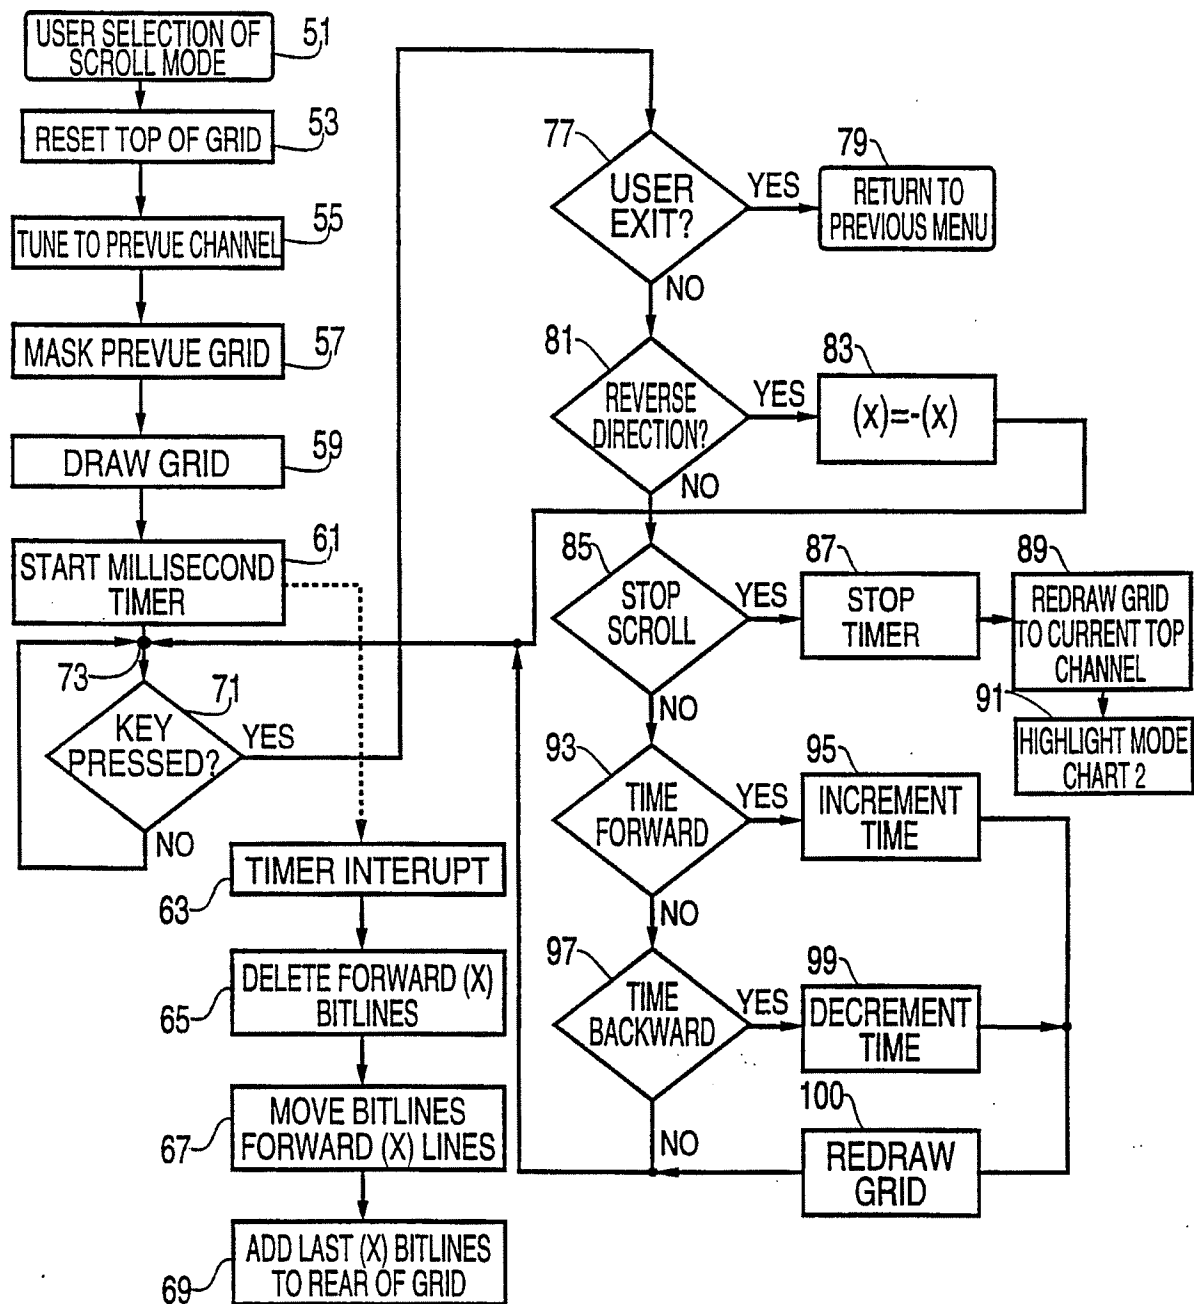 USER SELECTION OF
SCROLL MODE
51
RESET TOP OF GRID
53
TUNE TO PREVUE CHANNEL
55
MASK PREVUE GRID
57
DRAW GRID
59
START MILLISECOND
TIMER
61
73
KEY
PRESSED?
71
YES
NO
TIMER INTERUPT
63
DELETE FORWARD (X)
BITLINES
65
MOVE BITLINES
FORWARD (X) LINES
67
ADD LAST (X) BITLINES
TO REAR OF GRID
69
77
USER
EXIT?
YES
NO
79
RETURN TO
PREVIOUS MENU
81
REVERSE
DIRECTION?
YES
NO
83
(X)=-(X)
85
STOP
SCROLL
YES
NO
87
STOP
TIMER
89
REDRAW GRID
TO CURRENT TOP
CHANNEL
91
HIGHLIGHT MODE
CHART 2
93
TIME
FORWARD
YES
NO
95
INCREMENT
TIME
97
TIME
BACKWARD
YES
NO
99
DECREMENT
TIME
100
REDRAW
GRID